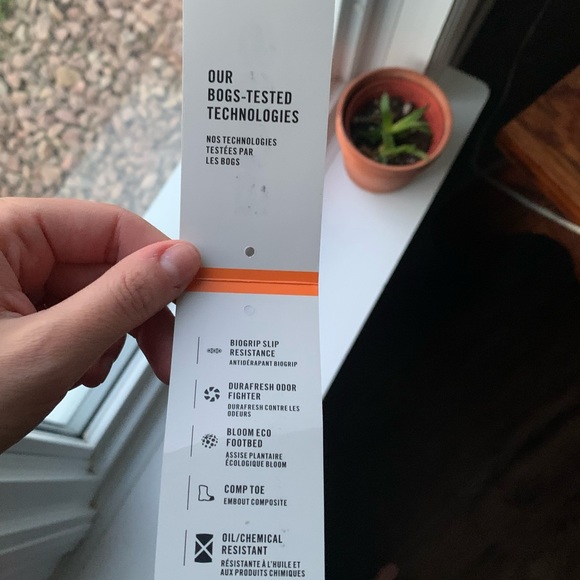 OUR
BOGS-TESTED
TECHNOLOGIES
NOS TECHNOLOGIES
TESTÉES PAR
LES BOGS
BIOGRIP SLIP
RESISTANCE
ANTIDÉRAPANT BIOGRIP
DURAFRESH ODOR
FIGHTER
DURAFRESH CONTRE LES
ODEURS
BLOOM ECO
FOOTBED
ASSISE PLANTAIRE
ÉCOLOGIQUE BLOOM
COMP TOE
EMBOUT COMPOSITE
OIL/CHEMICAL
RESISTANT
RÉSISTANTE À L'HUILE ET
AUX PRODUITS CHIMIQUES